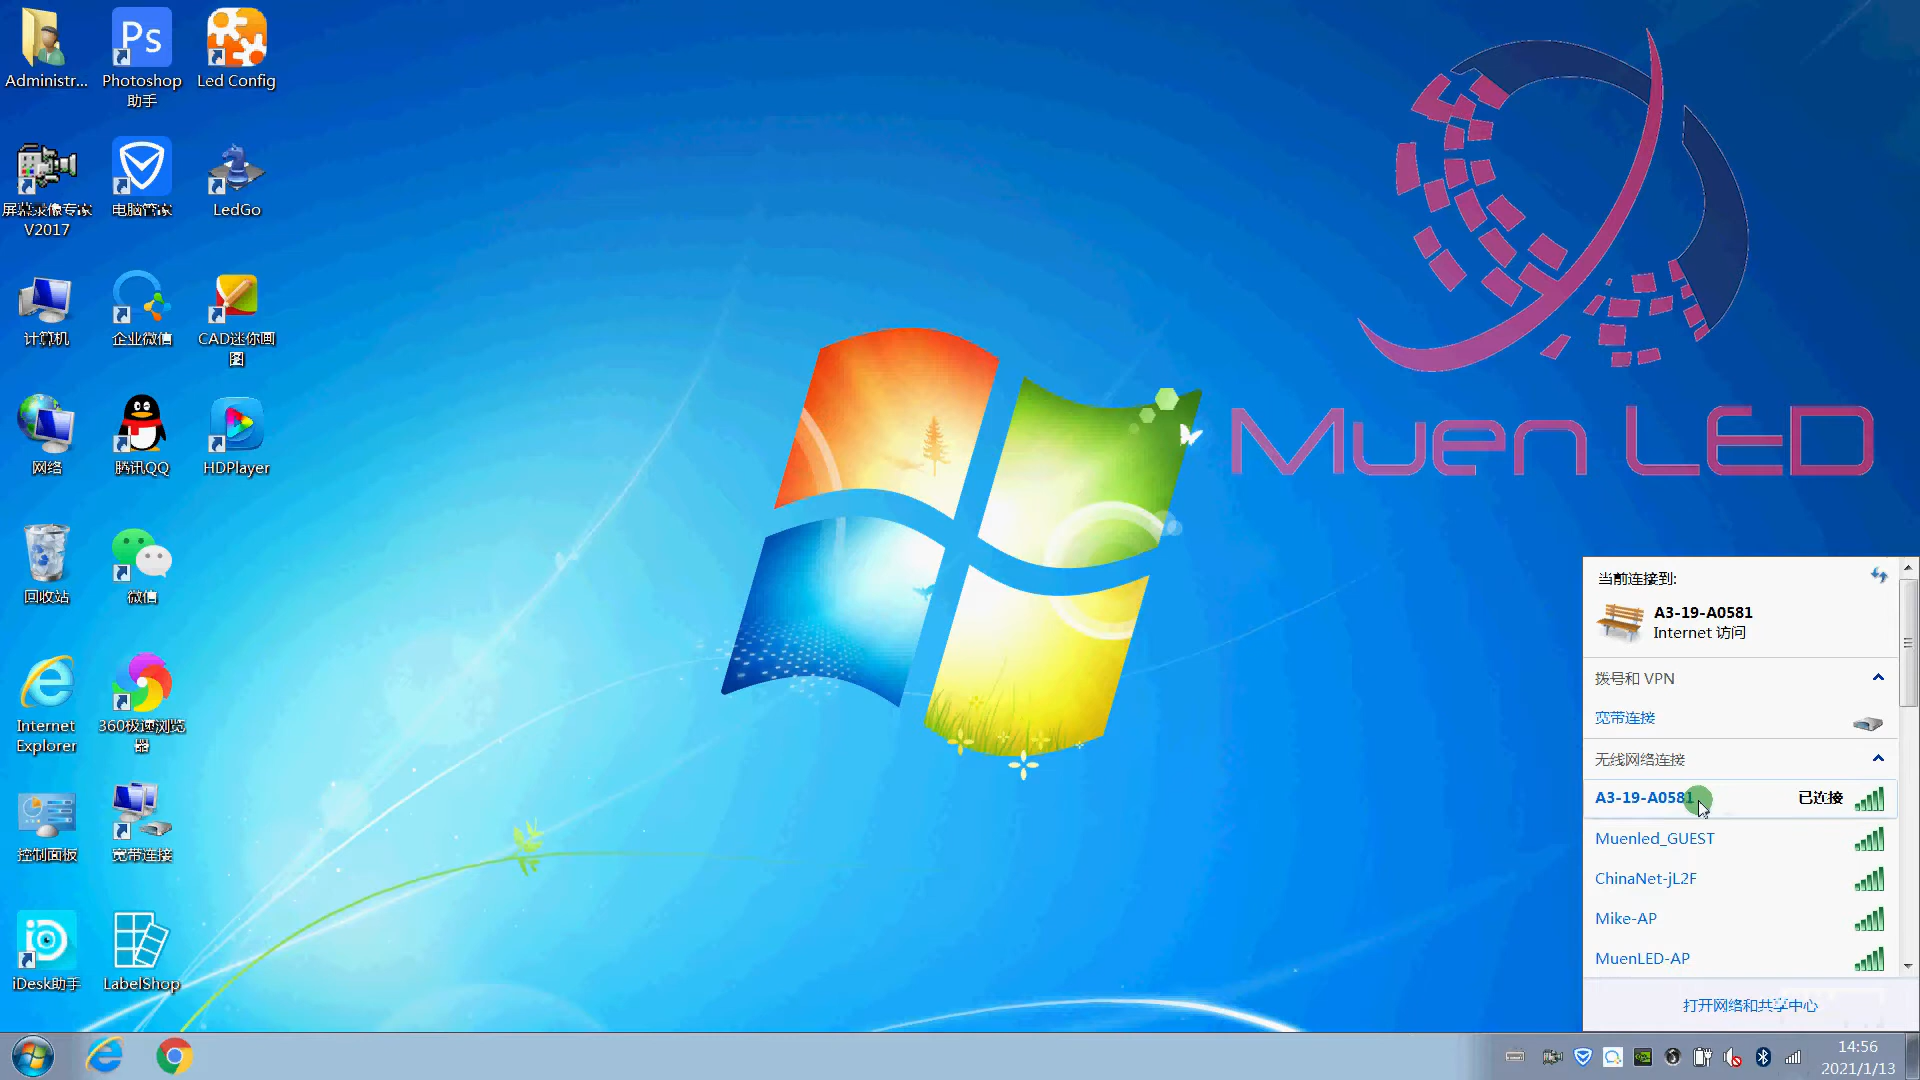 Administr...
Ps
Photoshop
助手
Led Config
屏幕录像专家
V2017
电脑管家
LedGo
计算机
企业微信
CAD迷你画
图
网络
腾讯QQ
HDPlayer
回收站
微信
Internet
Explorer
360极速浏览
器
控制面板
宽带连接
iDesk助手
LabelShop
Muen LED
当前连接到:
A3-19-A0581
Internet 访问
拨号和 VPN
宽带连接
无线网络连接
A3-19-A0581
已连接
Muenled_GUEST
ChinaNet-jL2F
Mike-AP
MuenLED-AP
打开网络和共享中心
14:56
2021/1/13